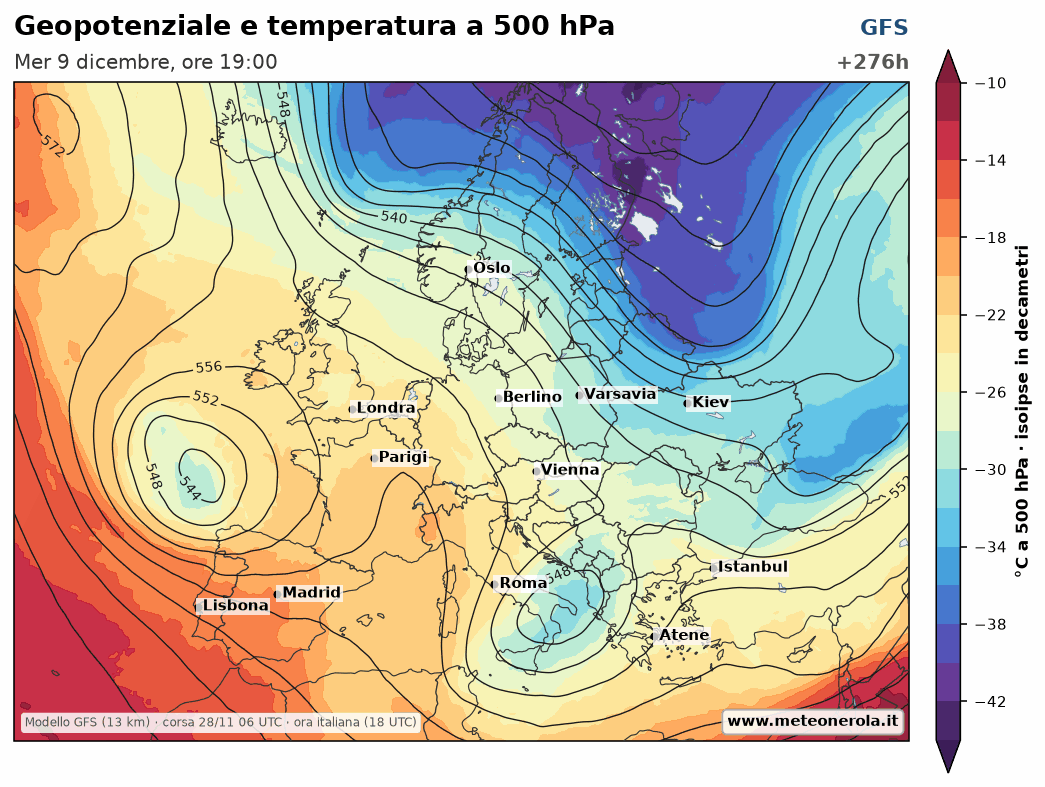 Geopotenziale e temperatura a 500 hPa
GFS
Mer 9 dicembre, ore 19:00
+276h
572
548
540
Oslo
556
552
Londra
Berlino
Varsavia
Kiev
Parigi
Vienna
548
544
552
Roma
548
Istanbul
Madrid
Lisbona
Atene
Modello GFS (13 km) · corsa 28/11 06 UTC · ora italiana (18 UTC)
www.meteonerola.it
−10
−14
−18
−22
−26
−30
−34
−38
−42
°C a 500 hPa · isoipse in decametri